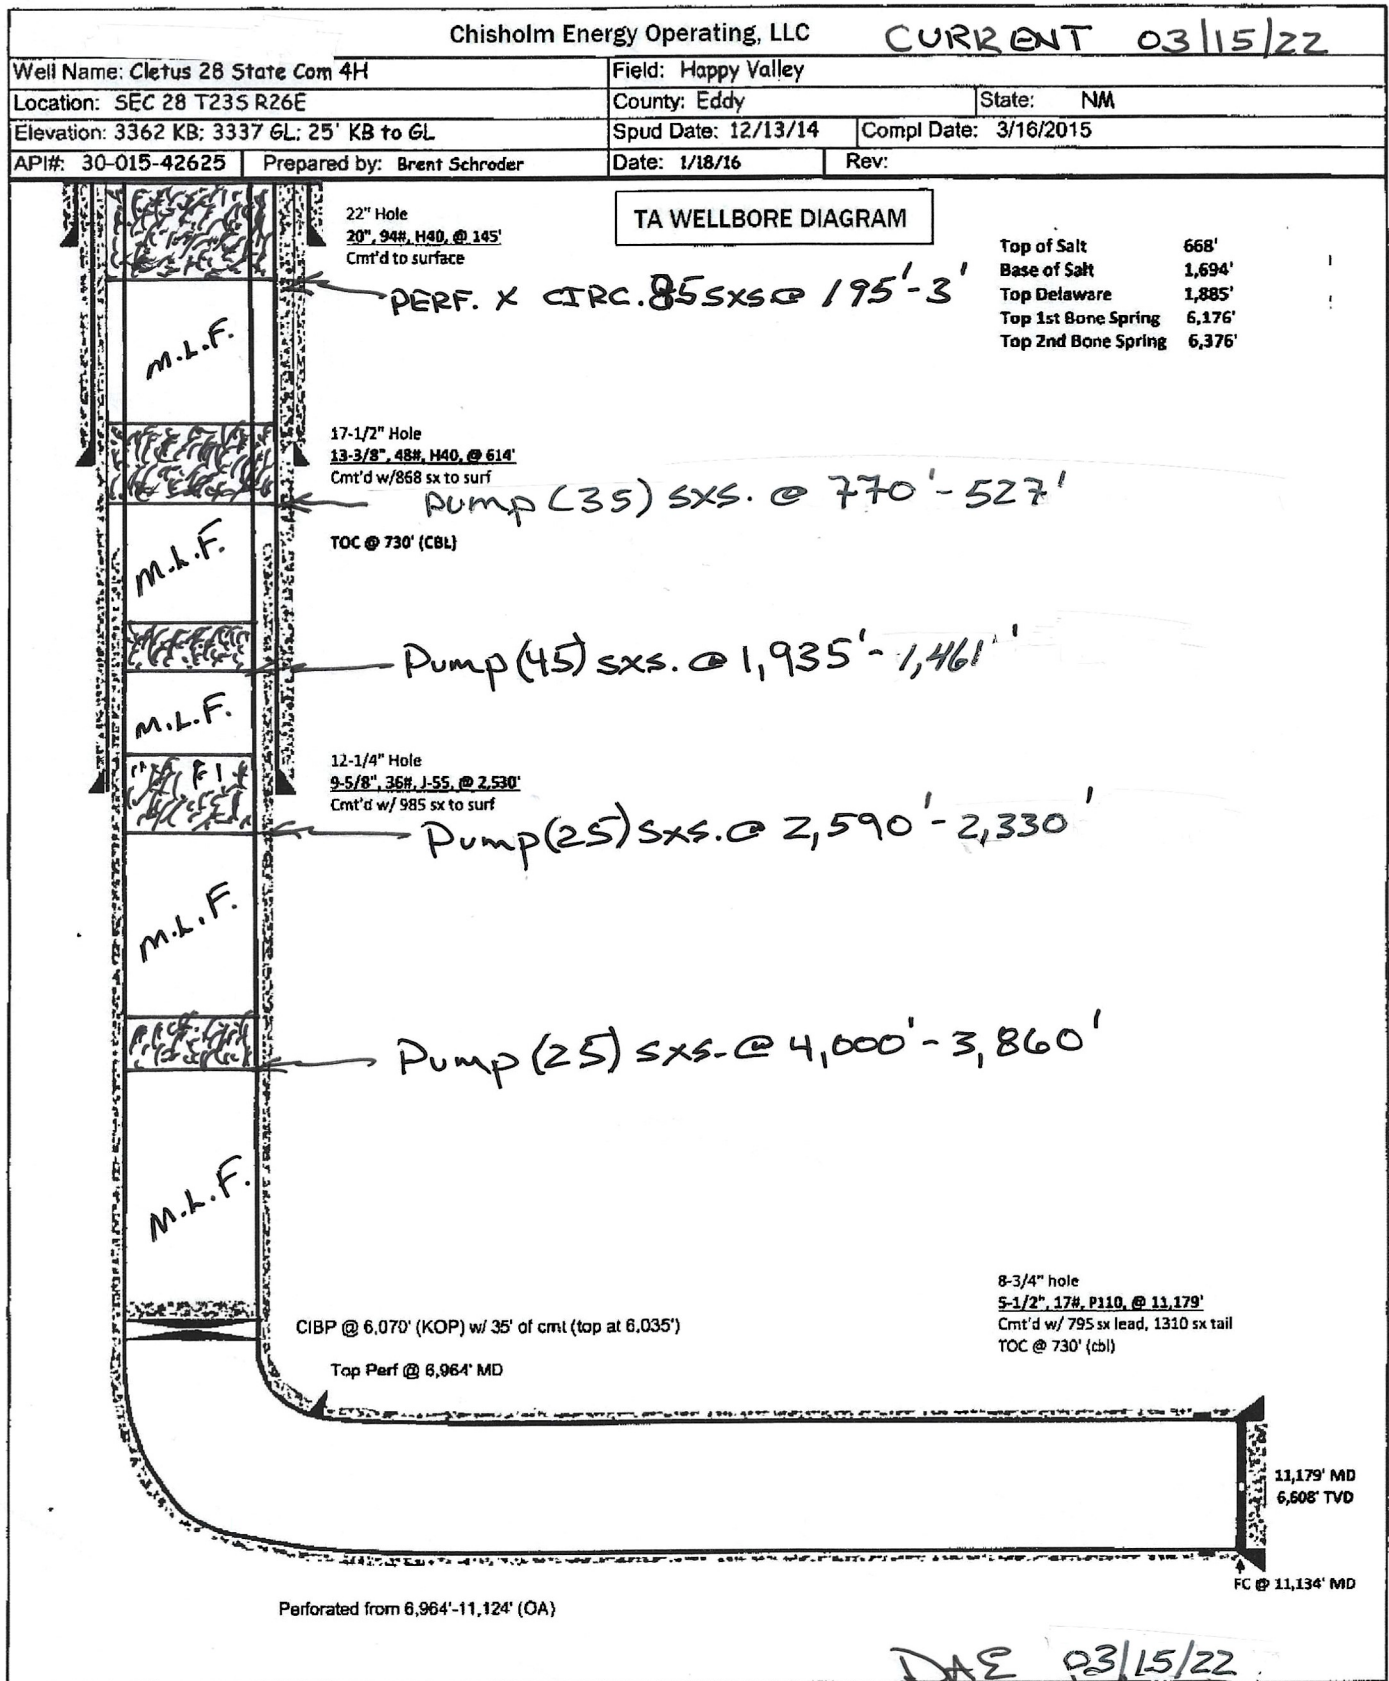 Chisholm Energy Operating, LLC CURRENT 03/15/22
Well Name: Cletus 28 State Com 4H Field: Happy Valley
Location: SEC 28 T23S R26E County: Eddy State: NM
Elevation: 3362 KB; 3337 GL; 25' KB to GL Spud Date: 12/13/14 Compl Date: 3/16/2015
API#: 30-015-42625 Prepared by: Brent Schroder Date: 1/18/16 Rev:
TA WELLBORE DIAGRAM
22" Hole
20", 94#, H40, @ 145'
Cmt'd to surface
Top of Salt 668'
Base of Salt 1,694'
Top Delaware 1,885'
Top 1st Bone Spring 6,176'
Top 2nd Bone Spring 6,376'
PERF. X CIRC. 85 SXS @ 195'-3'
M.L.F.
17-1/2" Hole
13-3/8", 48#, H40, @ 614'
Cmt'd w/868 sx to surf
Pump (35) SXS. @ 770'-527'
TOC @ 730' (CBL)
M.L.F.
Pump (45) SXS. @ 1,935'-1,461'
M.L.F.
12-1/4" Hole
9-5/8", 36#, J-55, @ 2,530'
Cmt'd w/ 985 sx to surf
Pump (25) SXS. @ 2,590'-2,330'
M.L.F.
Pump (25) SXS. @ 4,000'-3,860'
M.L.F.
8-3/4" hole
5-1/2", 17#, P110, @ 11,179'
Cmt'd w/ 795 sx lead, 1310 sx tail
TOC @ 730' (cbl)
CIBP @ 6,070' (KOP) w/ 35' of cmt (top at 6,035')
Top Perf @ 6,964' MD
11,179' MD
6,608' TVD
FC @ 11,134' MD
Perforated from 6,964'-11,124' (OA)
DAE 03/15/22